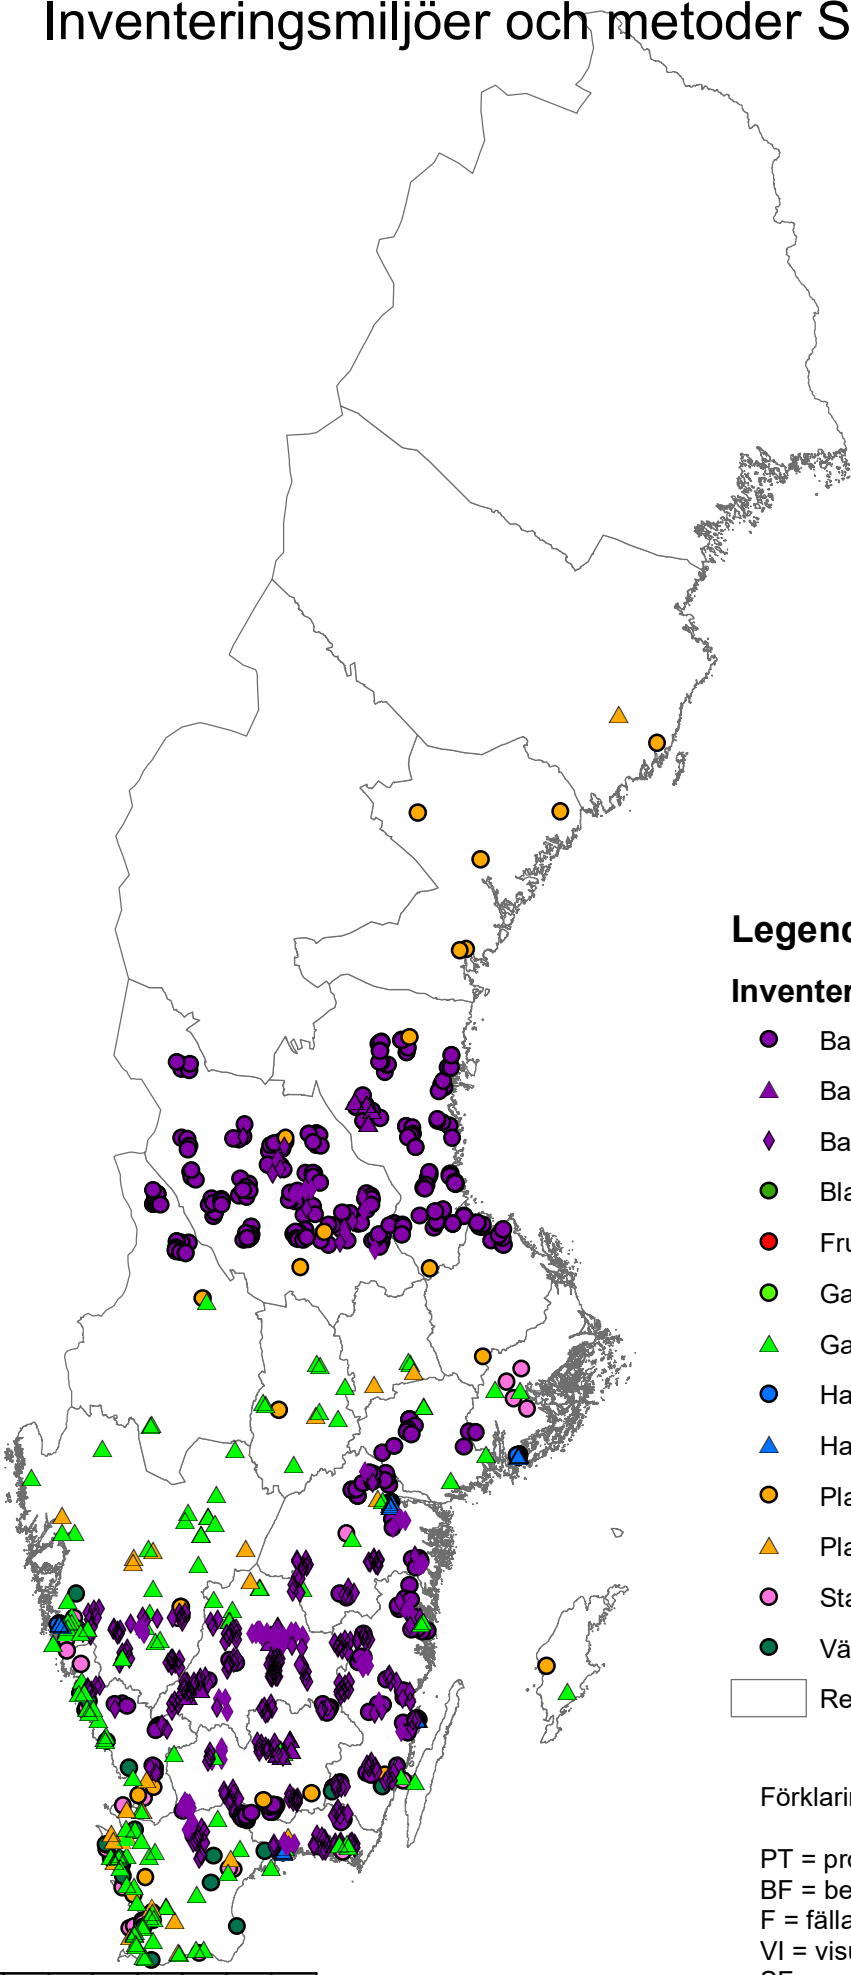 Inventeringsmiljöer och metoder S
Legend
Inventer
Ba
Ba
Ba
Bla
Fru
Ga
Ga
Ha
Ha
Pla
Pla
Sta
Vä
Re
Förklarin
PT = pro
BF = be
F = fälla
VI = visu